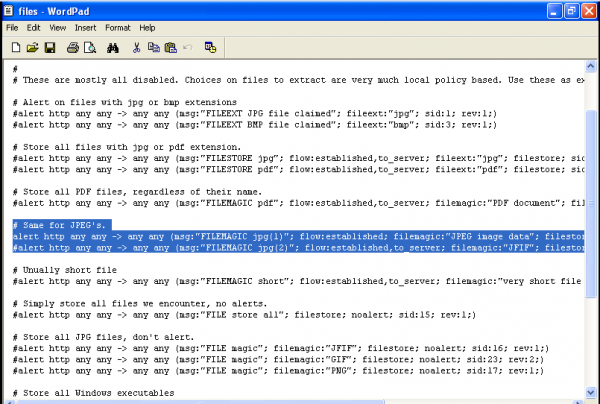 files - WordPad
File Edit View Insert Format Help
#
# These are mostly all disabled. Choices on files to extract are very much local policy based. Use these as ex
# Alert on files with jpg or bmp extensions
#alert http any any -> any any (msg:"FILEEXT JPG file claimed"; fileext:"jpg"; sid:1; rev:1;)
#alert http any any -> any any (msg:"FILEEXT BMP file claimed"; fileext:"bmp"; sid:3; rev:1;)
# Store all files with jpg or pdf extension.
#alert http any any -> any any (msg:"FILESTORE jpg"; flow:established,to_server; fileext:"jpg"; filestore; sid
#alert http any any -> any any (msg:"FILESTORE pdf"; flow:established,to_server; fileext:"pdf"; filestore; sid
# Store all PDF files, regardless of their name.
#alert http any any -> any any (msg:"FILEMAGIC pdf"; flow:established,to_server; filemagic:"PDF document"; fil
# Same for JPEG's.
alert http any any -> any any (msg:"FILEMAGIC jpg(1)"; flow:established; filemagic:"JPEG image data"; filestor
#alert http any any -> any any (msg:"FILEMAGIC jpg(2)"; flow:established,to_server; filemagic:"JFIF"; filestor
# Unually short file
#alert http any any -> any any (msg:"FILEMAGIC short"; flow:established,to_server; filemagic:"very short file
# Simply store all files we encounter, no alerts.
#alert http any any -> any any (msg:"FILE store all"; filestore; noalert; sid:15; rev:1;)
# Store all JPG files, don't alert.
#alert http any any -> any any (msg:"FILE magic"; filemagic:"JFIF"; filestore; noalert; sid:16; rev:1;)
#alert http any any -> any any (msg:"FILE magic"; filemagic:"GIF"; filestore; noalert; sid:23; rev:2;)
#alert http any any -> any any (msg:"FILE magic"; filemagic:"PNG"; filestore; noalert; sid:17; rev:1;)
# Store all Windows executables